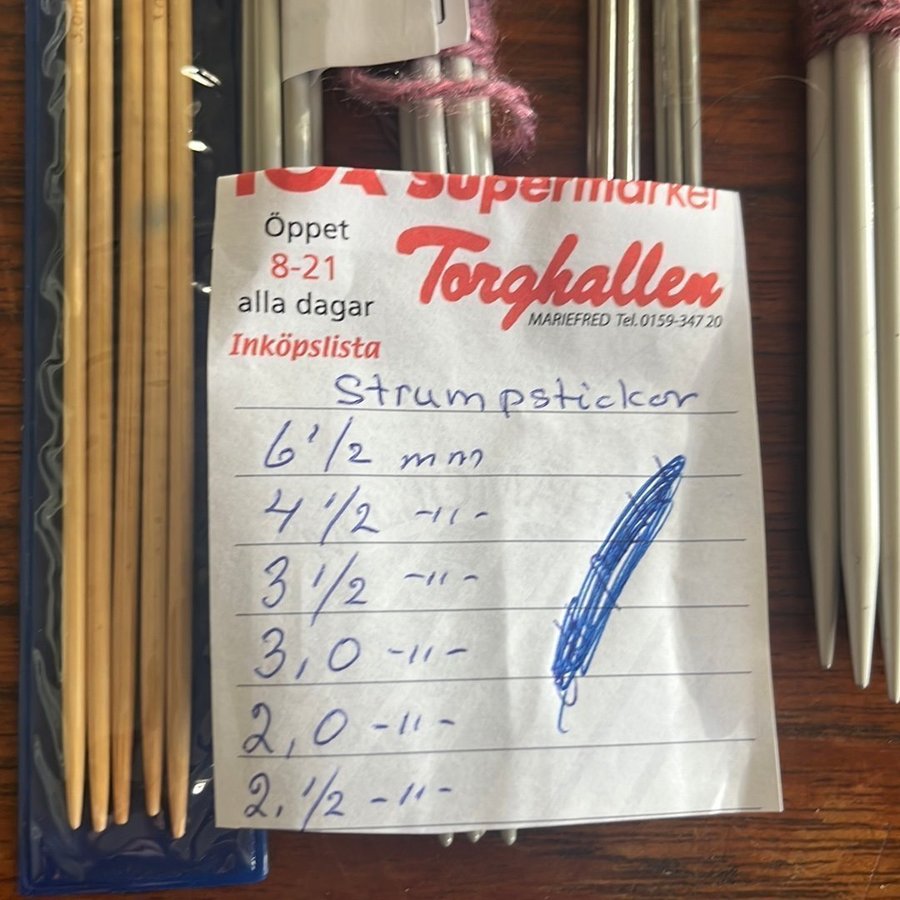 ICA Supermarket
Öppet
8-21
alla dagar
Torghallen
MARIEFRED Tel. 0159-347 20
Inköpslista
Strumpstickor
6 1/2 mm
4 1/2 -"-
3 1/2 -"-
3,0 -"-
2,0 -"-
2,1/2 -"-